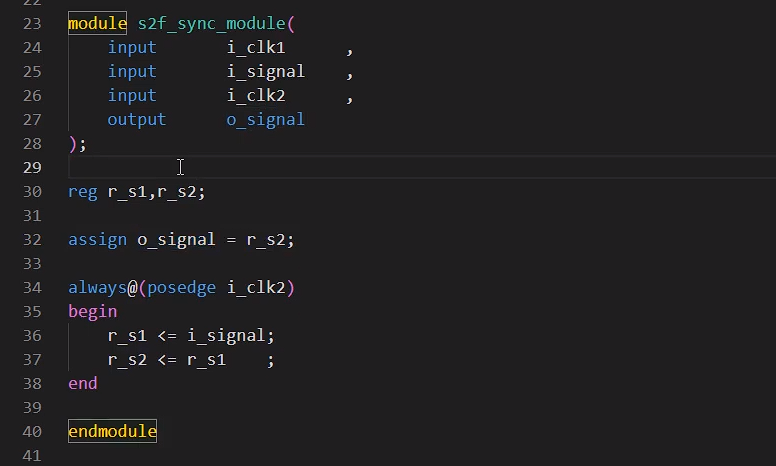 22
23 module s2f_sync_module(
24     input       i_clk1      ,
25     input       i_signal    ,
26     input       i_clk2      ,
27     output      o_signal
28 );
29
30 reg r_s1,r_s2;
31
32 assign o_signal = r_s2;
33
34 always@(posedge i_clk2)
35 begin
36     r_s1 <= i_signal;
37     r_s2 <= r_s1    ;
38 end
39
40 endmodule
41